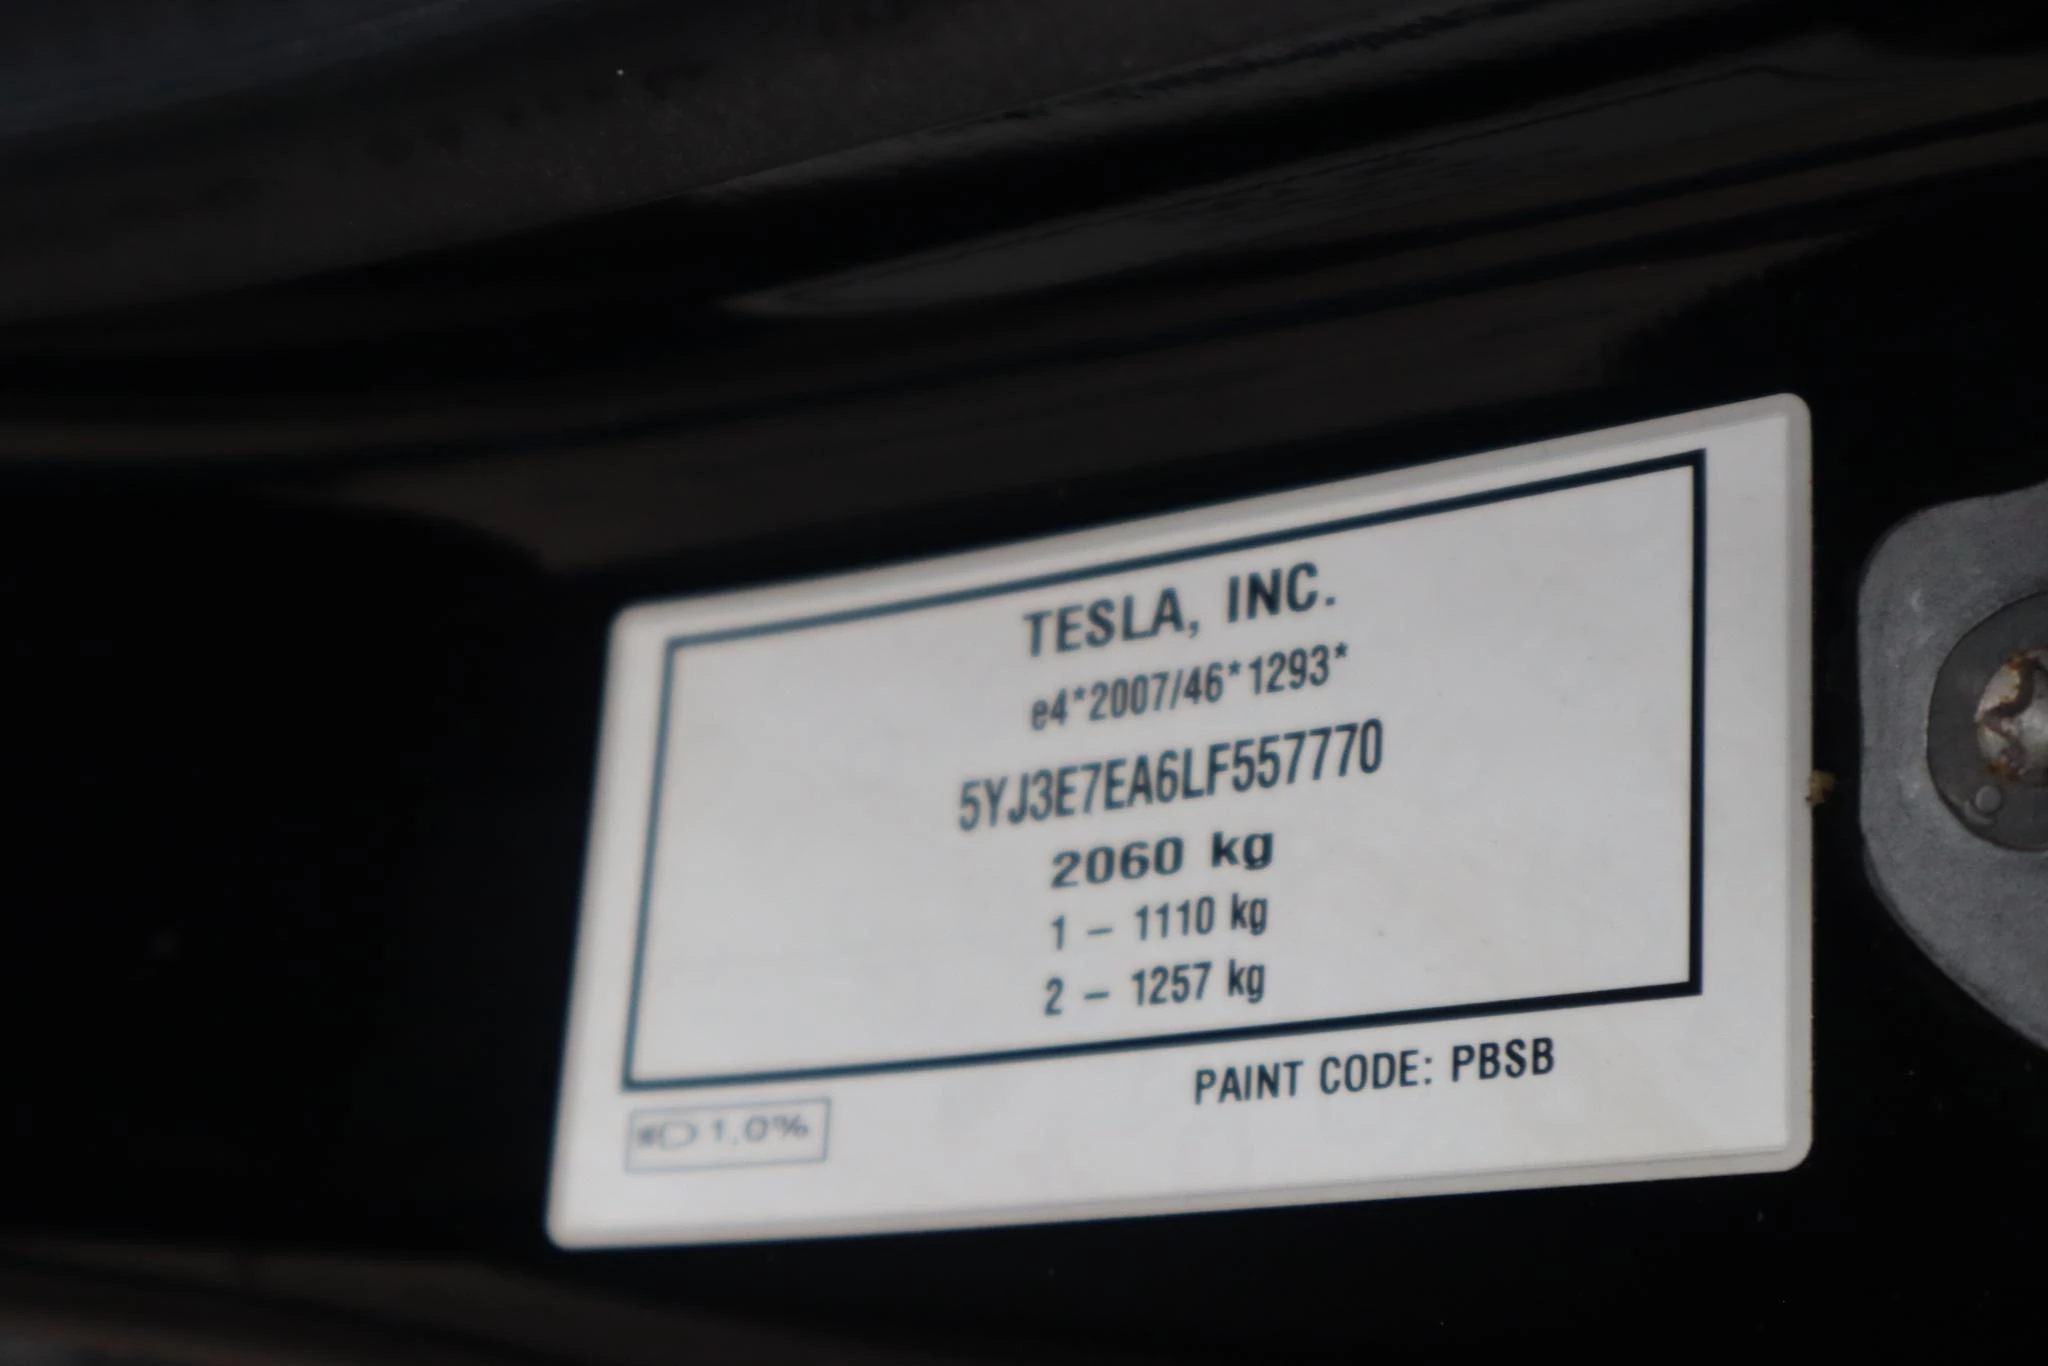 TESLA, INC.
e4*2007/46*1293*
5YJ3E7EA6LF557770
2060 kg
1 – 1110 kg
2 – 1257 kg
PAINT CODE: PBSB
1.0%